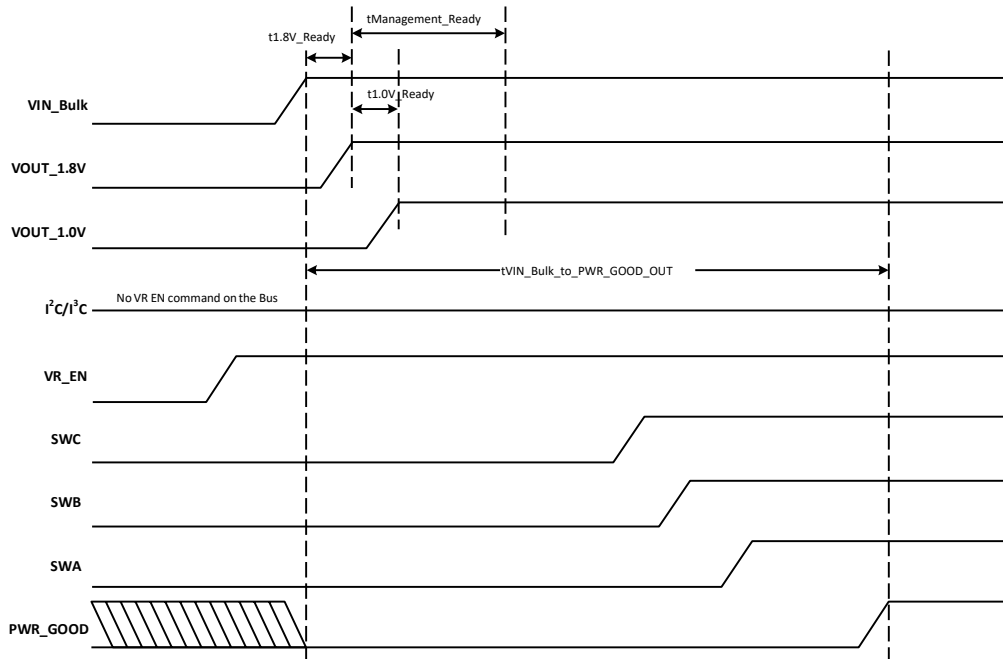 tManagement_Ready
t1.8V_Ready
VIN_Bulk
t1.0V_Ready
VOUT_1.8V
VOUT_1.0V
tVIN_Bulk_to_PWR_GOOD_OUT
No VR EN command on the Bus
I²C/I³C
VR_EN
SWC
SWB
SWA
PWR_GOOD